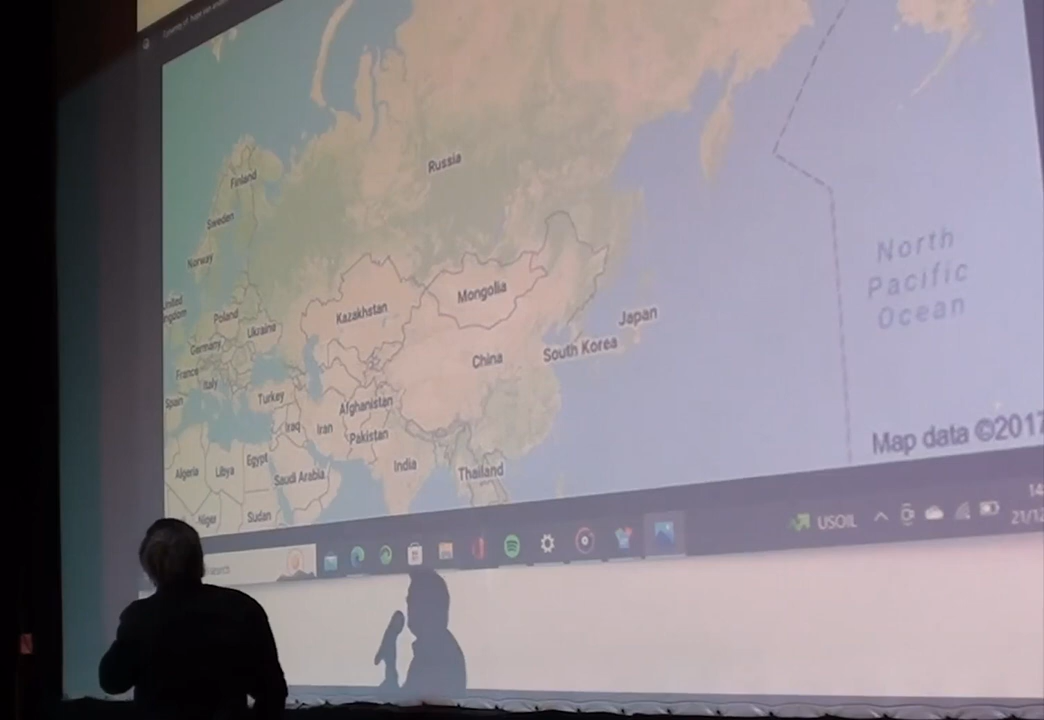 Russia
Finland
Sweden
Norway
Poland
Ukraine
Germany
France
Italy
Spain
Kazakhstan
Mongolia
Japan
South Korea
China
Turkey
Afghanistan
Iraq
Iran
Pakistan
Algeria
Libya
Egypt
Saudi Arabia
India
Thailand
Niger
Sudan
North
Pacific
Ocean
Map data ©2017
USOIL